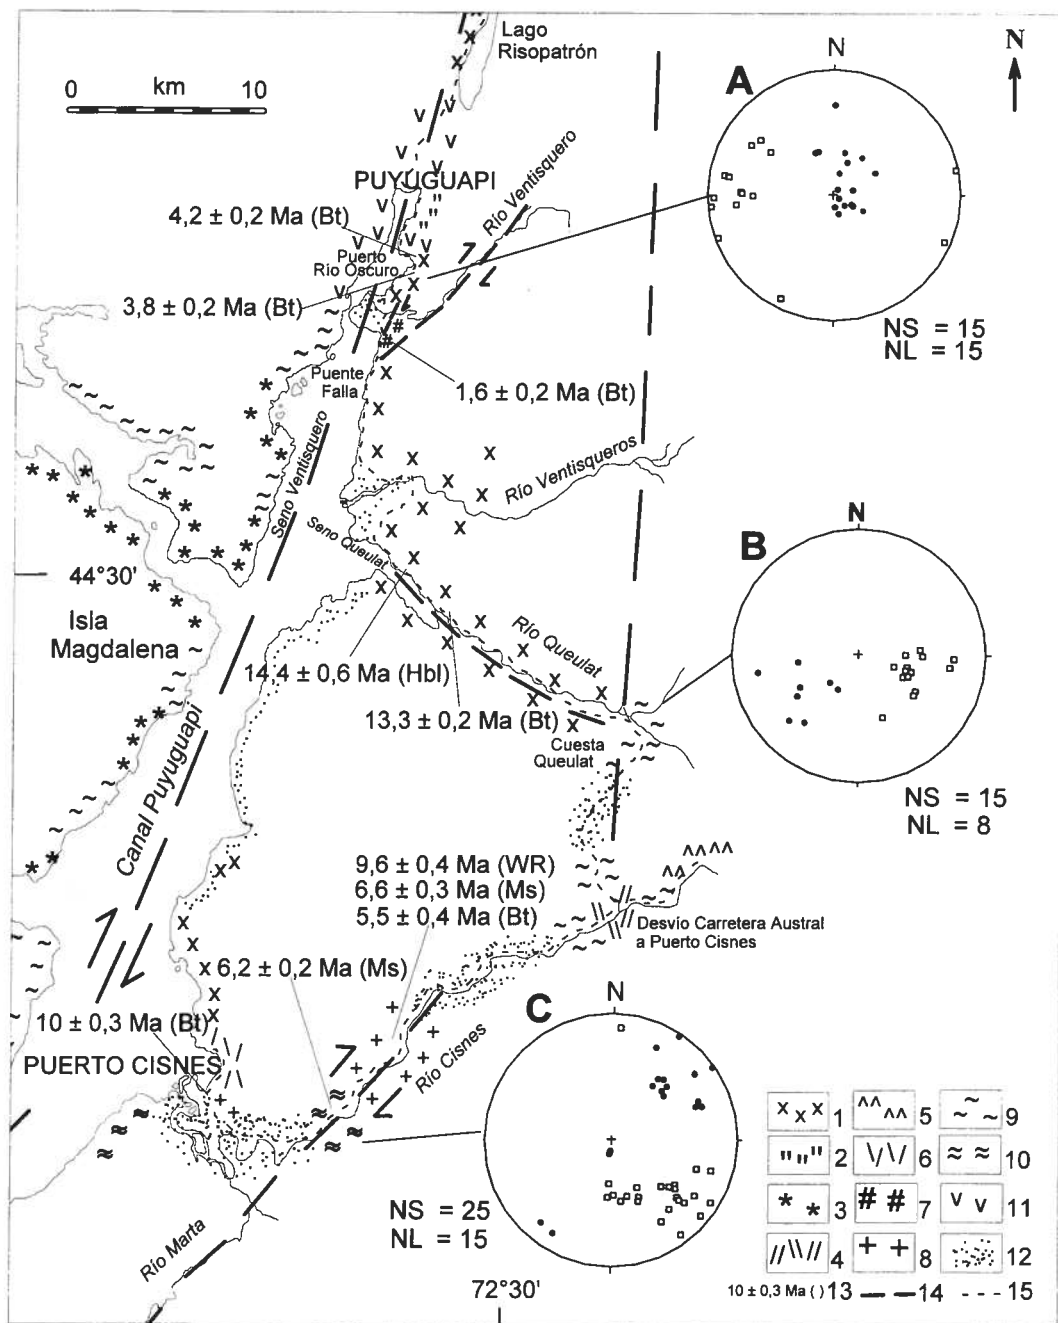 Lago
Risopatrón
N
N
A
0 km 10
PUYUGUAPI
Río Ventisquero
4,2 ± 0,2 Ma (Bt)
Puerto
Río Oscuro
3,8 ± 0,2 Ma (Bt)
NS = 15
NL = 15
Puente
Falla
1,6 ± 0,2 Ma (Bt)
Seno Ventisquero
Río Ventisqueros
N
B
Seno Queulat
44°30'
Isla
Magdalena
Río Queulat
14,4 ± 0,6 Ma (Hbl)
13,3 ± 0,2 Ma (Bt)
Cuesta
Queulat
NS = 15
NL = 8
Canal Puyuguapi
9,6 ± 0,4 Ma (WR)
6,6 ± 0,3 Ma (Ms)
5,5 ± 0,4 Ma (Bt)
Desvío Carretera Austral
a Puerto Cisnes
6,2 ± 0,2 Ma (Ms)
N
C
10 ± 0,3 Ma (Bt)
PUERTO CISNES
Río Cisnes
NS = 25
NL = 15
Río Marta
72°30'
1 5 9
2 6 10
3 7 11
4 8 12
10 ± 0,3 Ma ( ) 13 14 15